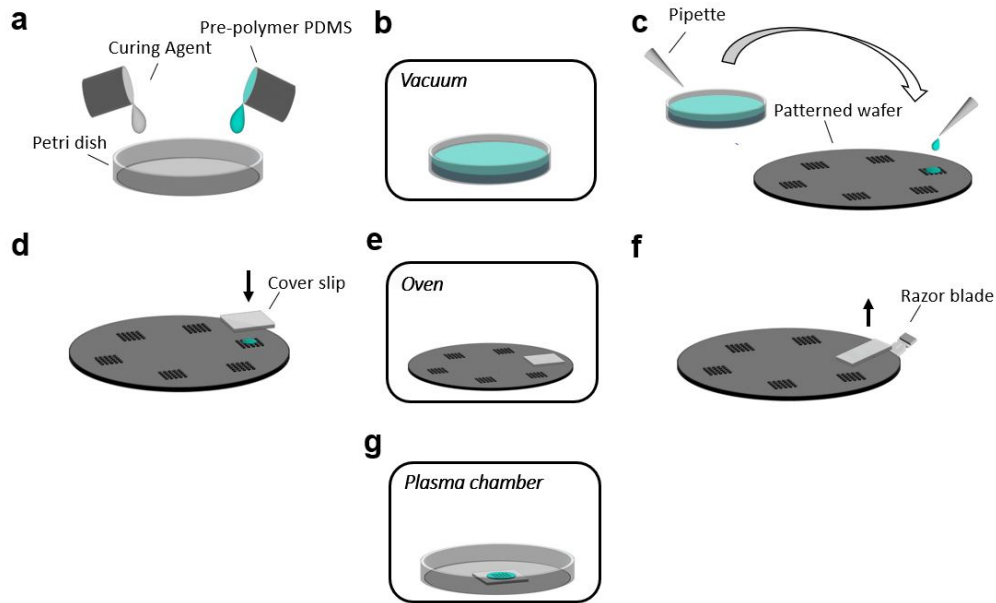 a
Curing Agent
Pre-polymer PDMS
Petri dish
b
Vacuum
c
Pipette
Patterned wafer
d
Cover slip
e
Oven
f
Razor blade
g
Plasma chamber